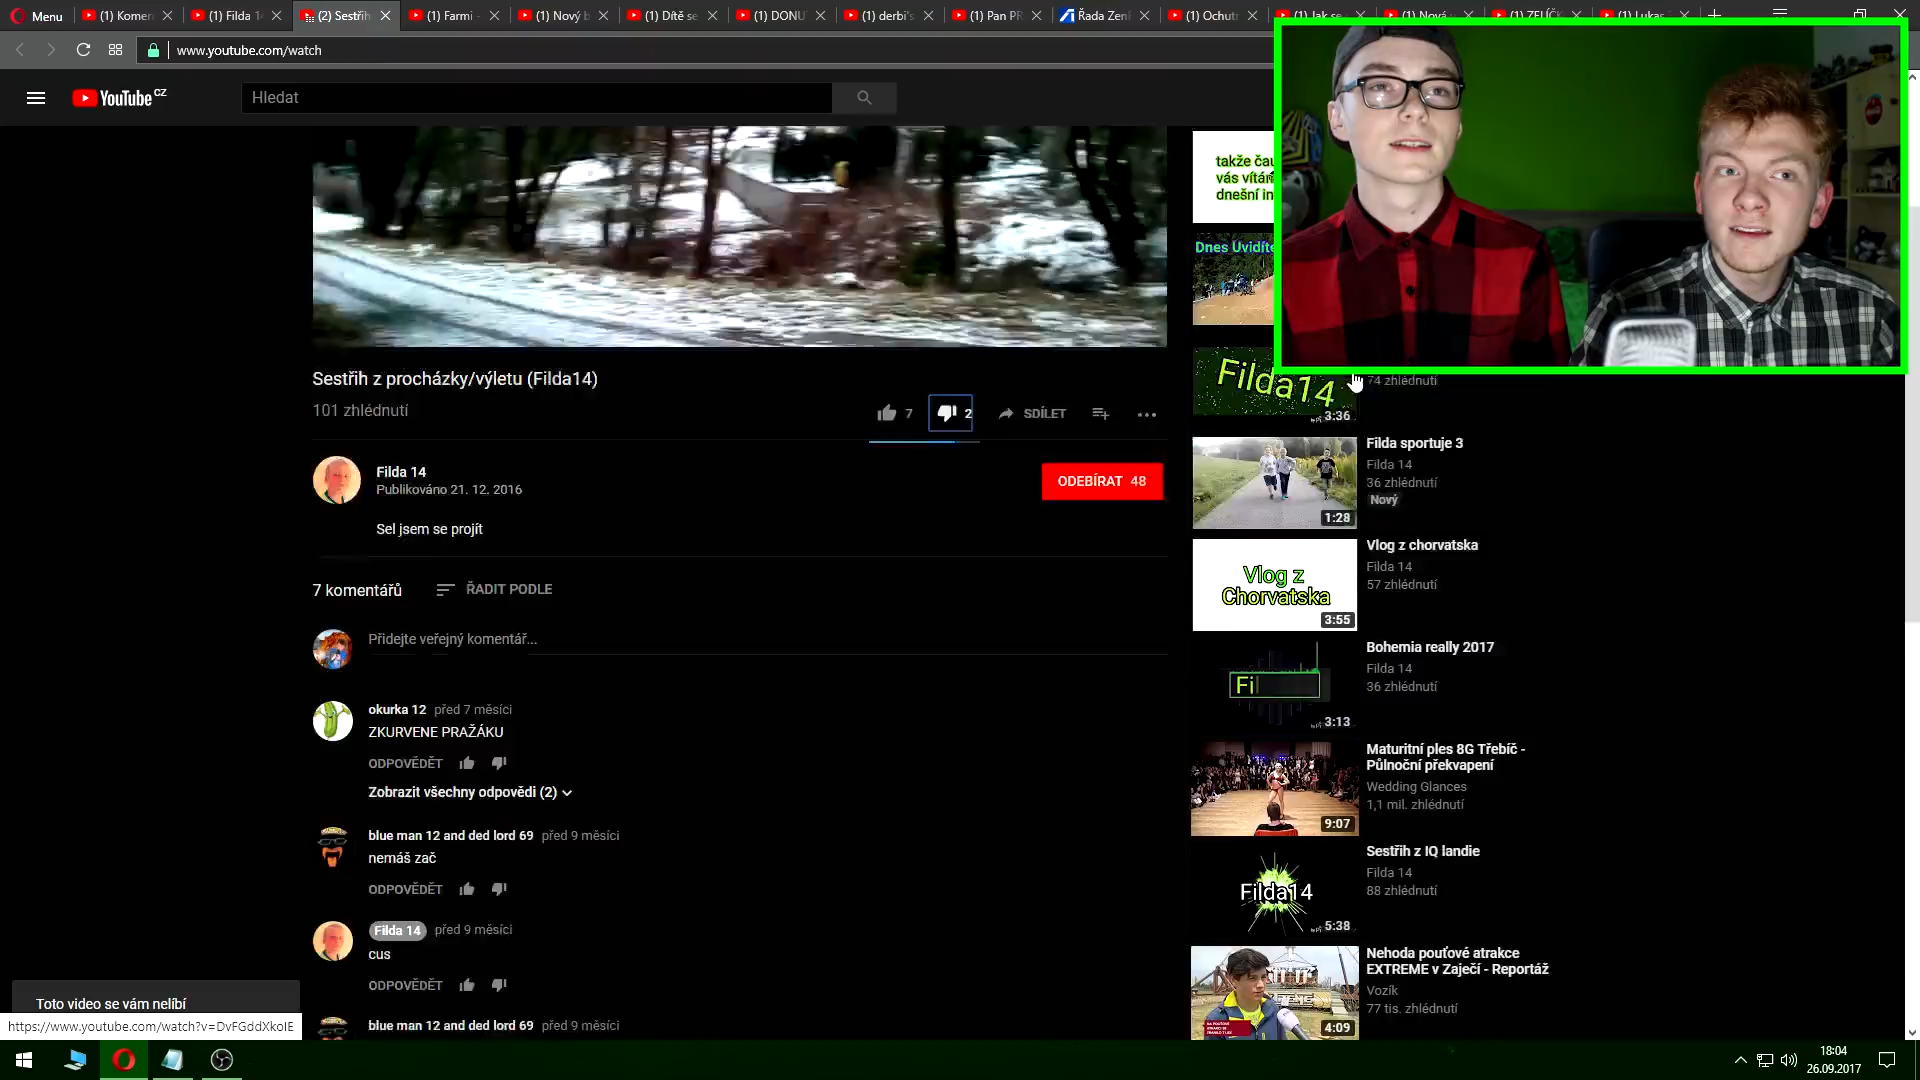 Menu
(1) Komen
Filda 1
(2) Sestřih
(1) Farmi -
(1) Nový b
(1) Dítě se
(1) DONU
(1) derbi's
(1) Pan PR
Řada Zenf
(1) Ochutn
www.youtube.com/watch
YouTube CZ
Hledat
takže čau
vás vítám
dnešní in
Dnes Uvidíte
Filda14
3:36
74 zhlédnutí
Sestřih z procházky/výletu (Filda14)
101 zhlédnutí
7
2
SDÍLET
Filda 14
Publikováno 21. 12. 2016
ODEBÍRAT 48
Sel jsem se projít
7 komentářů
ŘADIT PODLE
Přidejte veřejný komentář...
okurka 12 před 7 měsíci
ZKURVENE PRAŽÁKU
ODPOVĚDĚT
Zobrazit všechny odpovědi (2)
blue man 12 and ded lord 69 před 9 měsíci
nemáš zač
ODPOVĚDĚT
Filda 14 před 9 měsíci
cus
ODPOVĚDĚT
blue man 12 and ded lord 69 před 9 měsíci
Filda sportuje 3
Filda 14
36 zhlédnutí
Nový
1:28
Vlog z
Chorvatska
3:55
Vlog z chorvatska
Filda 14
57 zhlédnutí
Fi
3:13
Bohemia really 2017
Filda 14
36 zhlédnutí
Maturitní ples 8G Třebíč -
Půlnoční překvapení
Wedding Glances
1,1 mil. zhlédnutí
9:07
Filda14
5:38
Sestřih z IQ landie
Filda 14
88 zhlédnutí
Nehoda pouťové atrakce
EXTREME v Zaječí - Reportáž
Vozík
77 tis. zhlédnutí
4:09
Toto video se vám nelíbí
https://www.youtube.com/watch?v=DvFGddXkoIE
18:04
26.09.2017